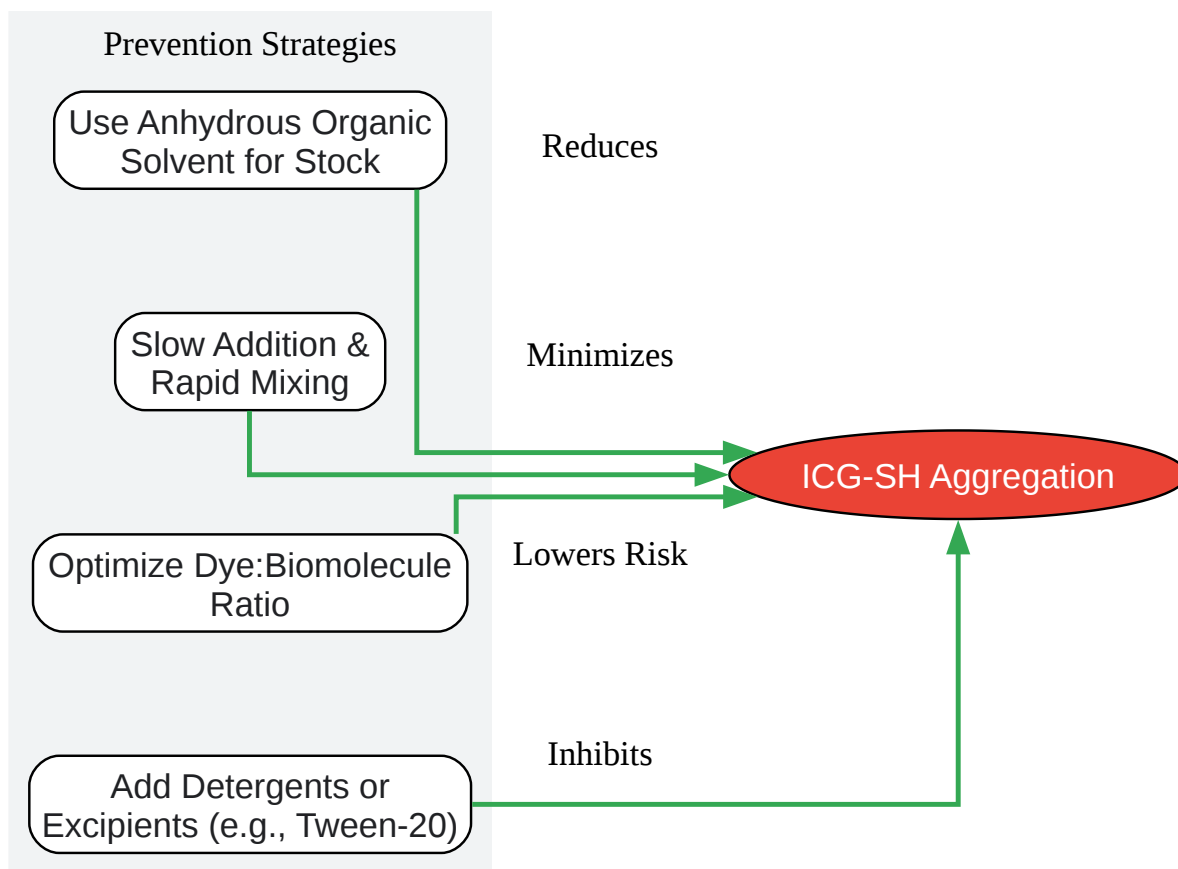 Prevention Strategies
Use Anhydrous Organic
Solvent for Stock
Reduces
Slow Addition &
Rapid Mixing
Minimizes
ICG-SH Aggregation
Optimize Dye:Biomolecule
Ratio
Lowers Risk
Add Detergents or
Excipients (e.g., Tween-20)
Inhibits